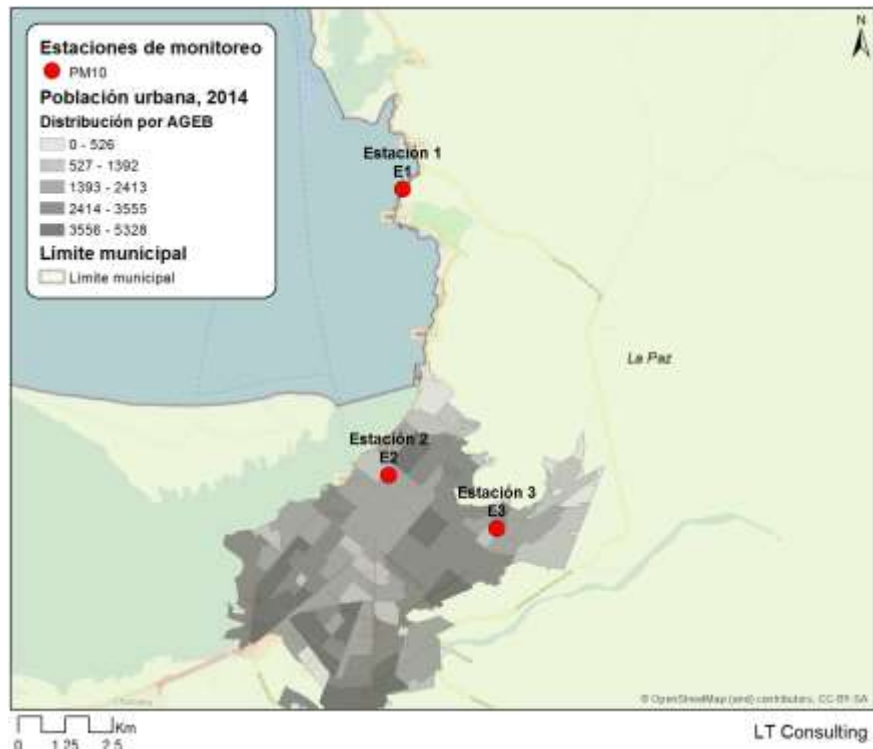 Estaciones de monitoreo
PM10
Población urbana, 2014
Distribución por AGEB
0 - 526
527 - 1392
1393 - 2413
2414 - 3555
3556 - 5328
Límite municipal
Límite municipal
N
Estación 1
E1
La Paz
Estación 2
E2
Estación 3
E3
© OpenStreetMap (and) contributors, CC-BY-SA
Km
0 1.25 2.5
LT Consulting